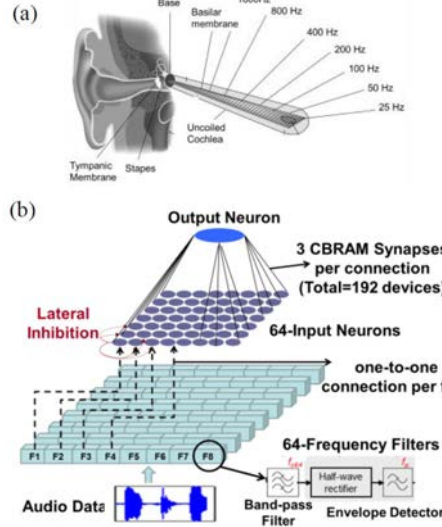 (a)
Base
Basilar
membrane
800 Hz
400 Hz
200 Hz
100 Hz
50 Hz
25 Hz
Uncoiled
Cochlea
Tympanic
Membrane
Stapes
(b)
Output Neuron
3 CBRAM Synapses
per connection
(Total=192 devices)
Lateral
Inhibition
64-Input Neurons
one-to-one
connection per f
F1 F2 F3 F4 F5 F6 F7 F8
64-Frequency Filters
Audio Data
Half-wave
rectifier
Band-pass
Filter
Envelope Detector